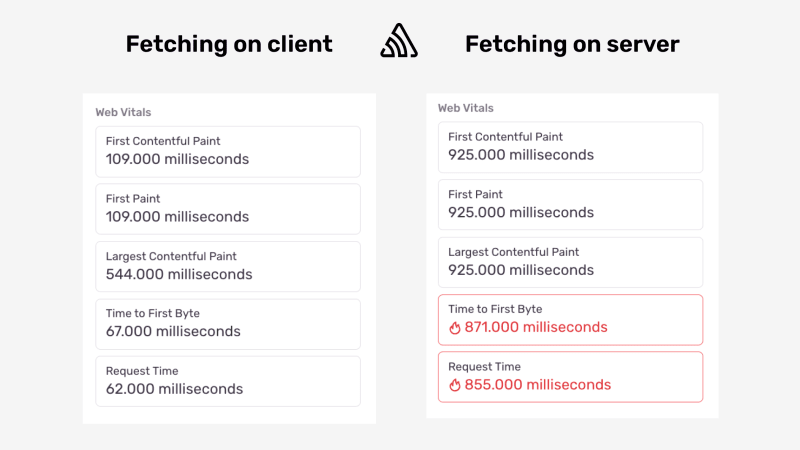 Fetching on client
Fetching on server
Web Vitals
First Contentful Paint
109.000 milliseconds
First Paint
109.000 milliseconds
Largest Contentful Paint
544.000 milliseconds
Time to First Byte
67.000 milliseconds
Request Time
62.000 milliseconds
Web Vitals
First Contentful Paint
925.000 milliseconds
First Paint
925.000 milliseconds
Largest Contentful Paint
925.000 milliseconds
Time to First Byte
871.000 milliseconds
Request Time
855.000 milliseconds